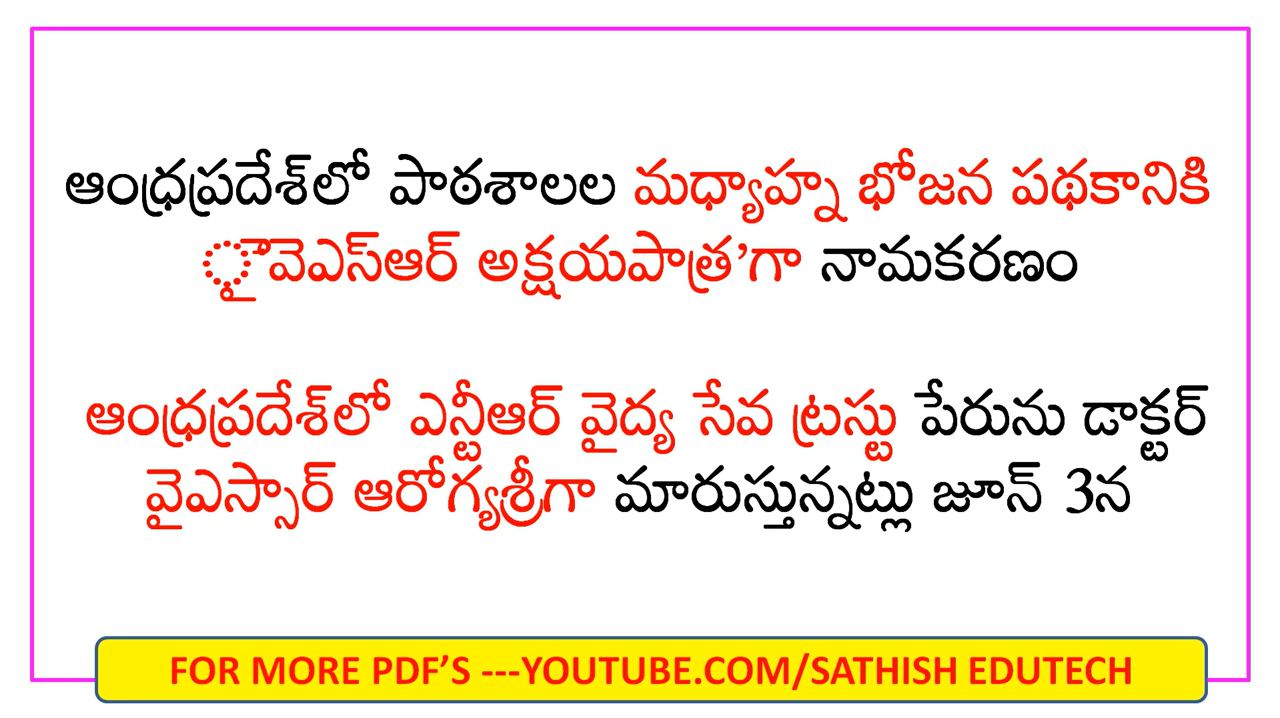 ఆంధ్రప్రదేశ్‌లో పాఠశాలల మధ్యాహ్న భోజన పథకానికి
ైవెఎస్ఆర్ అక్షయపాత్ర’గా నామకరణం
ఆంధ్రప్రదేశ్‌లో ఎన్టీఆర్ వైద్య సేవ ట్రస్టు పేరును డాక్టర్
వైఎస్సార్ ఆరోగ్యశ్రీగా మారుస్తున్నట్లు జూన్ 3న
FOR MORE PDF’S ---YOUTUBE.COM/SATHISH EDUTECH